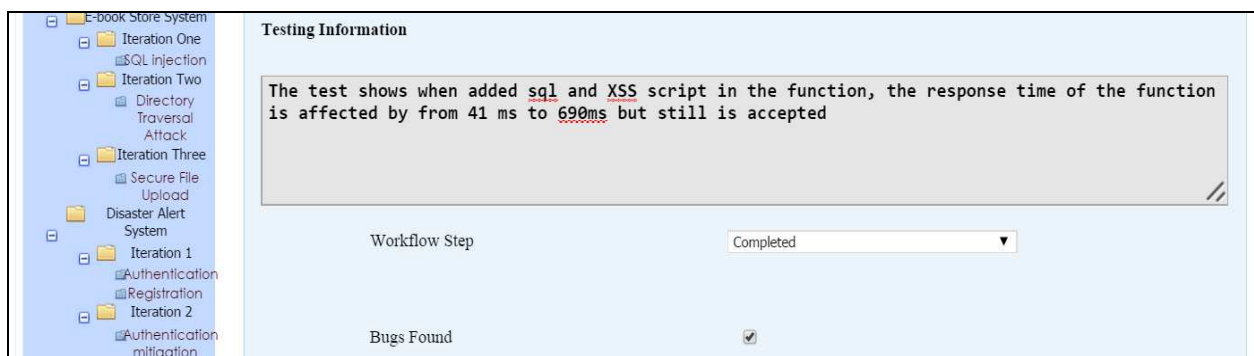 E-book Store System
Iteration One
SQL injection
Iteration Two
Directory
Traversal
Attack
Iteration Three
Secure File
Upload
Disaster Alert
System
Iteration 1
Authentication
Registration
Iteration 2
Authentication
mitigation
Testing Information
The test shows when added sql and XSS script in the function, the response time of the function
is affected by from 41 ms to 690ms but still is accepted
Workflow Step
Completed
Bugs Found